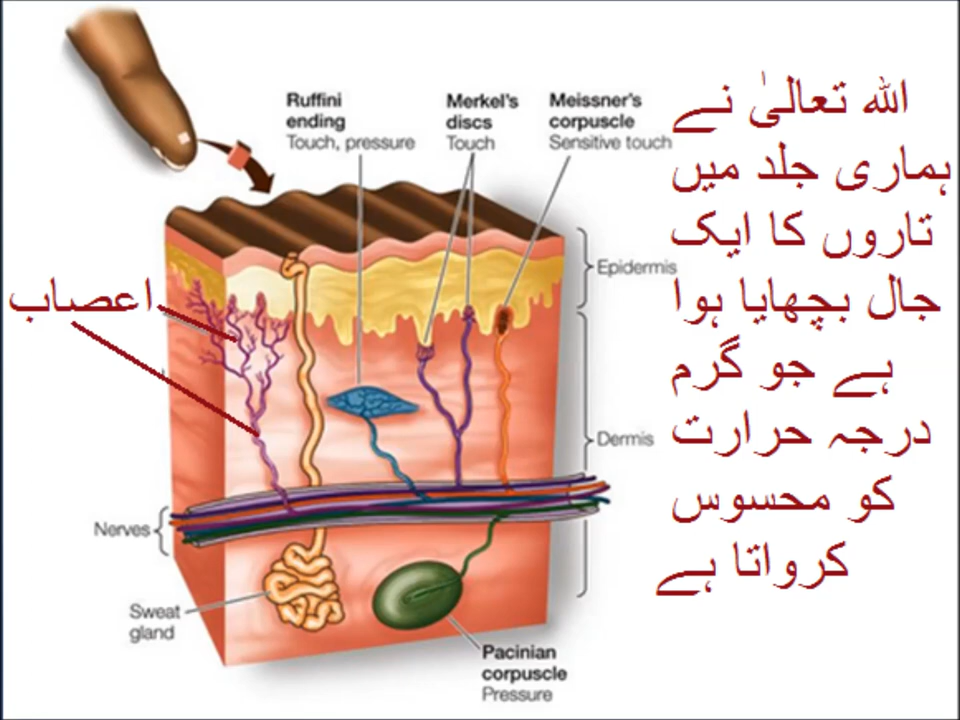 Ruffini
ending
Touch, pressure
Merkel's
discs
Touch
Meissner's
corpuscle
Sensitive touch
Epidermis
Dermis
Nerves
Sweat
gland
Pacinian
corpuscle
Pressure
اعصاب
الله تعالیٰ نے
ہماری جلد میں
تاروں کا ایک
جال بچھایا ہوا
ہے جو گرم
درجہ حرارت
کو محسوس
کرواتا ہے